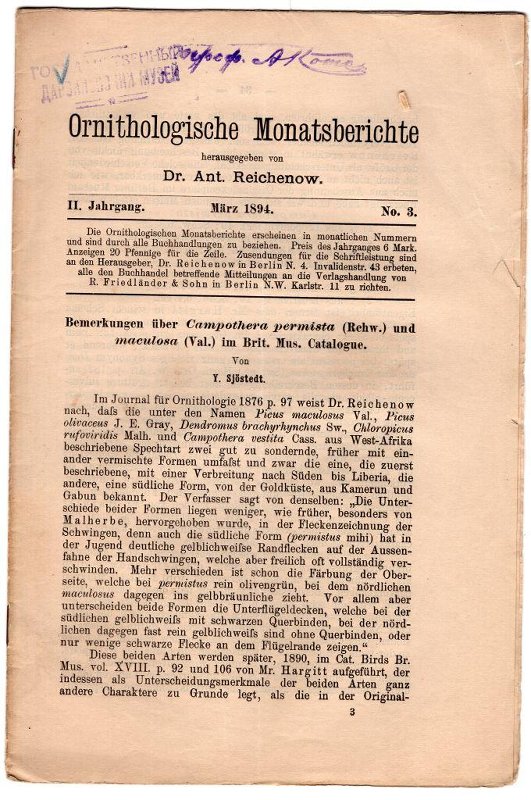 Проф. А Котс
ДАРВИНОВСКИЙ МУЗЕЙ
Ornithologische Monatsberichte
herausgegeben von
Dr. Ant. Reichenow.
II. Jahrgang. März 1894. No. 3.
Die Ornithologischen Monatsberichte erscheinen in monatlichen Nummern
und sind durch alle Buchhandlungen zu beziehen. Preis des Jahrganges 6 Mark.
Anzeigen 20 Pfennige für die Zeile. Zusendungen für die Schriftleistung sind
an den Herausgeber, Dr. Reichenow in Berlin N. 4. Invalidenstr. 43 erbeten,
alle den Buchhandel betreffende Mitteilungen an die Verlagshandlung von
R. Friedländer & Sohn in Berlin N.W. Karlstr. 11 zu richten.
Bemerkungen über Campothera permista (Rchw.) und
maculosa (Val.) im Brit. Mus. Catalogue.
Von
Y. Sjöstedt.
Im Journal für Ornithologie 1876 p. 97 weist Dr. Reichenow
nach, daſs die unter den Namen Picus maculosus Val., Picus
olivaceus J. E. Gray, Dendromus brachyrhynchus Sw., Chloropicus
rufoviridis Malh. und Campothera vestita Cass. aus West-Afrika
beschriebene Spechtart zwei gut zu sondernde, früher mit ein-
ander vermischte Formen umfaſst und zwar die eine, die zuerst
beschriebene, mit einer Verbreitung nach Süden bis Liberia, die
andere, eine südliche Form, von der Goldküste, aus Kamerun und
Gabun bekannt. Der Verfasser sagt von denselben: „Die Unter-
schiede beider Formen liegen weniger, wie früher, besonders von
Malherbe, hervorgehoben wurde, in der Fleckenzeichnung der
Schwingen, denn auch die südliche Form (permistus mihi) hat in
der Jugend deutliche gelblichweiſse Randflecken auf der Aussen-
fahne der Handschwingen, welche aber freilich oft vollständig ver-
schwinden. Mehr verschieden ist schon die Färbung der Ober-
seite, welche bei permistus rein olivengrün, bei dem nördlichen
maculosus dagegen ins gelbbräunliche zieht. Vor allem aber
unterscheiden beide Formen die Unterflügeldecken, welche bei der
südlichen gelblichweiſs mit schwarzen Querbinden, bei der nörd-
lichen dagegen fast rein gelblichweiſs sind ohne Querbinden, oder
nur wenige schwarze Flecke an dem Flügelrande zeigen.“
Diese beiden Arten werden später, 1890, im Cat. Birds Br.
Mus. vol. XVIII. p. 92 und 106 von Mr. Hargitt aufgeführt, der
indessen als Unterscheidungsmerkmale der beiden Arten ganz
andere Charaktere zu Grunde legt, als die in der Original-
3